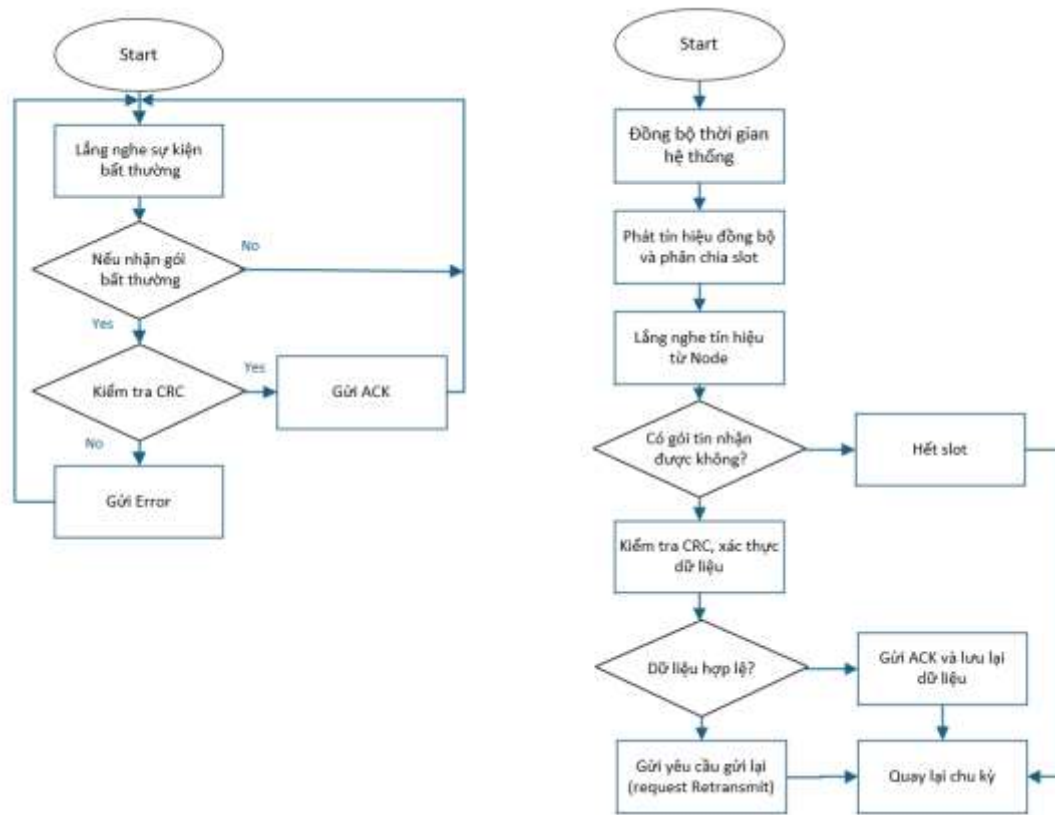 Start
Lắng nghe sự kiện
bất thường
Nếu nhận gói
bất thường
No
Yes
Kiểm tra CRC
Yes
Gửi ACK
No
Gửi Error
Start
Đồng bộ thời gian
hệ thống
Phát tín hiệu đồng bộ
và phân chia slot
Lắng nghe tín hiệu
từ Node
Có gói tin nhận
được không?
Hết slot
Kiểm tra CRC, xác thực
dữ liệu
Dữ liệu hợp lệ?
Gửi ACK và lưu lại
dữ liệu
Gửi yêu cầu gửi lại
(request Retransmit)
Quay lại chu kỳ